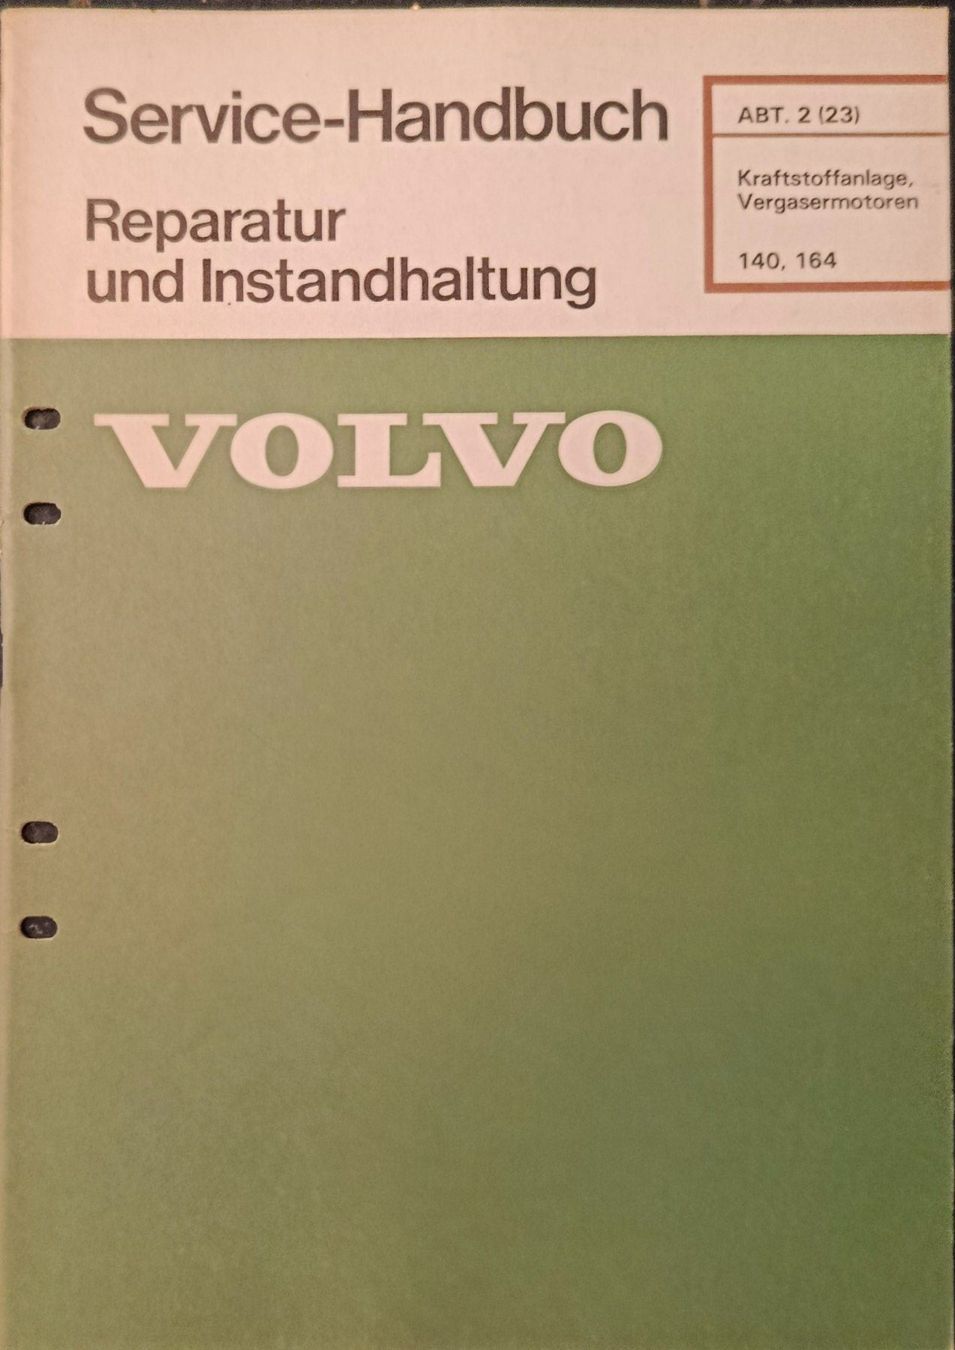 Service-Handbuch
Reparatur
und Instandhaltung
ABT. 2 (23)
Kraftstoffanlage,
Vergasermotoren
140, 164
VOLVO